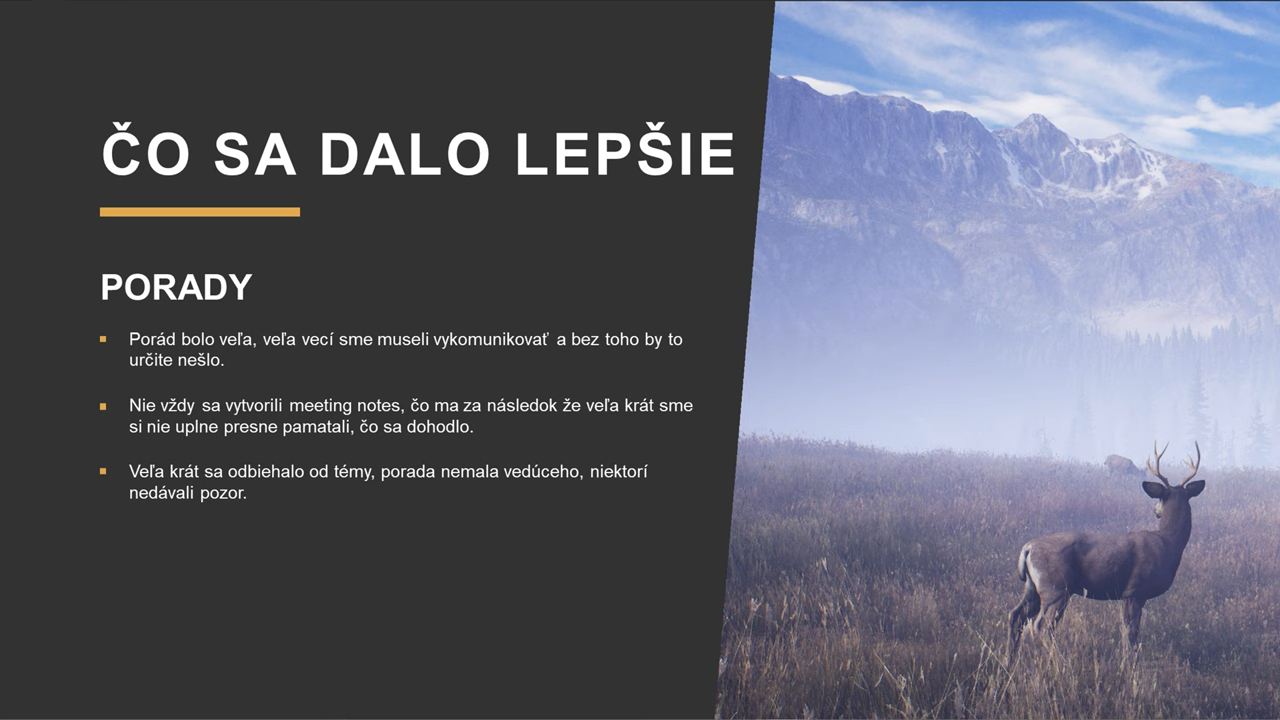 ČO SA DALO LEPŠIE
PORADY
Porád bolo veľa, veľa vecí sme museli vykomunikovať a bez toho by to
určite nešlo.
Nie vždy sa vytvorili meeting notes, čo ma za následok že veľa krát sme
si nie uplne presne pamatali, čo sa dohodlo.
Veľa krát sa odbiehalo od témy, porada nemala vedúceho, niektorí
nedávali pozor.